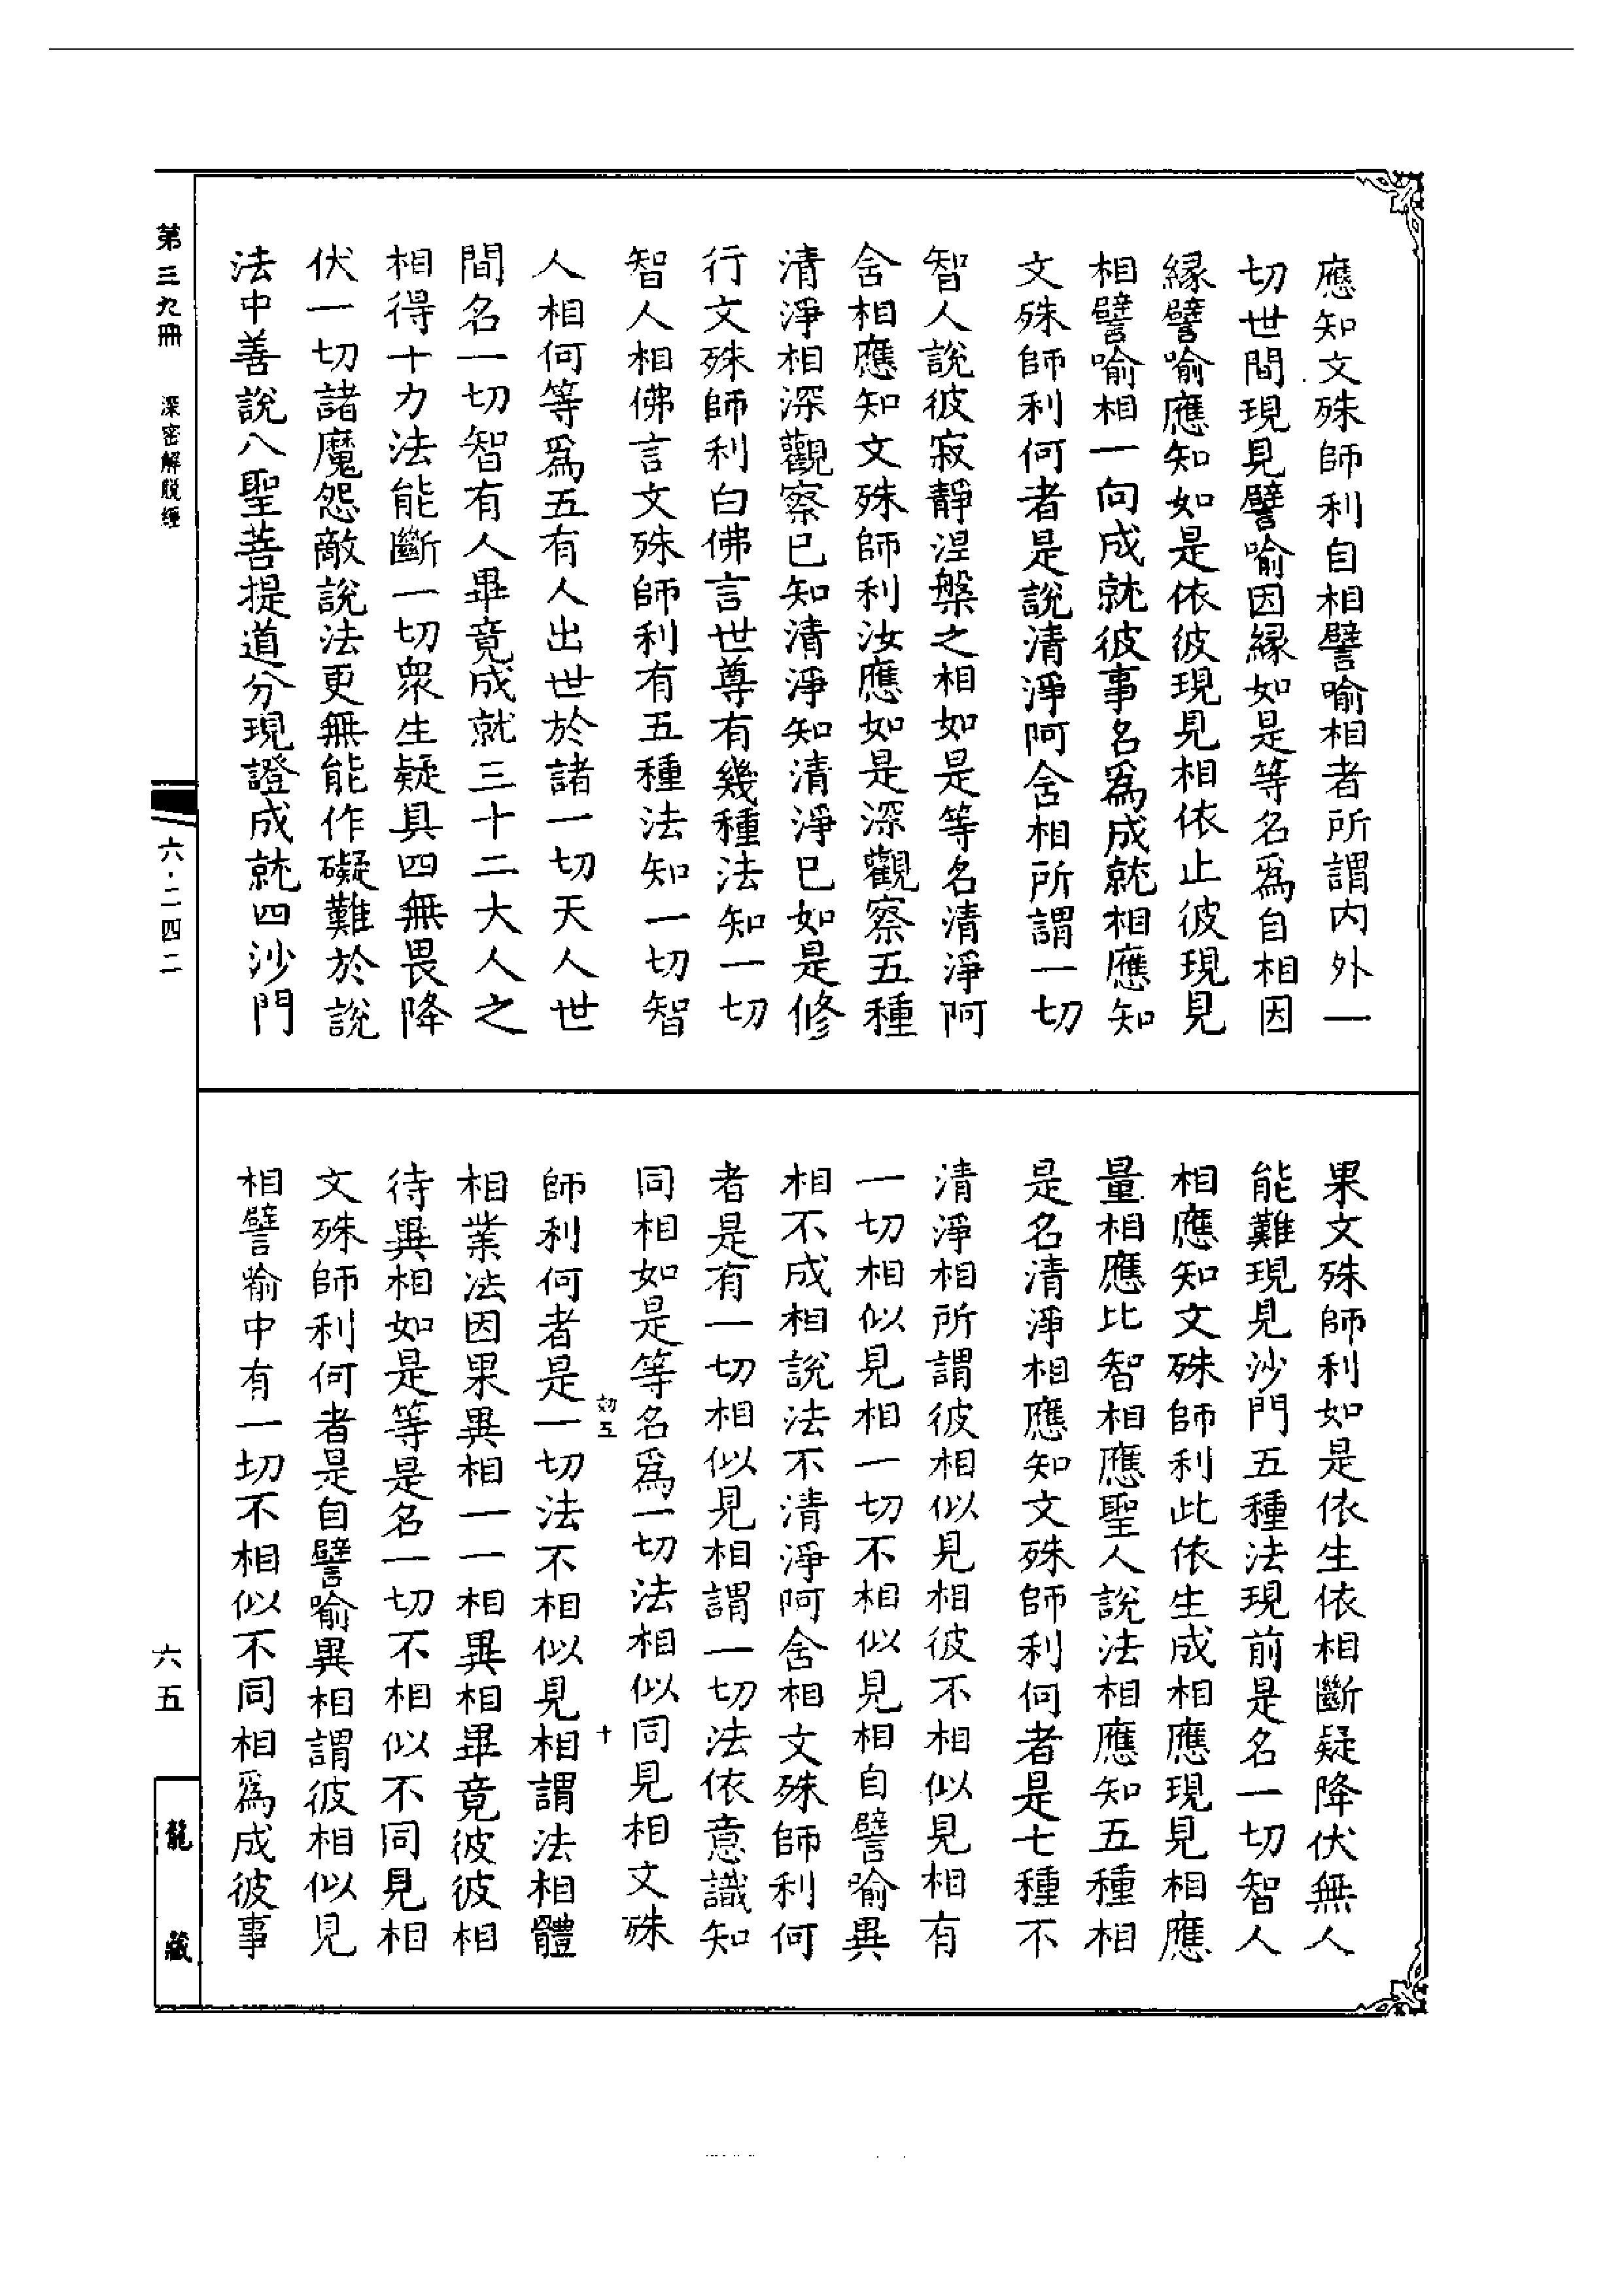 應知文殊師利自相譬喻相者所謂內外一
切世間現見譬喻因緣如是等名爲自相因
緣譬喻應知如是依彼現見相依止彼現見
相譬喻相一向成就彼事名爲成就相應知
文殊師利何者是說清淨阿含相所謂一切
智人說彼寂靜涅槃之相如是等名清淨阿
含相應知文殊師利汝應如是深觀察五種
清淨相深觀察已知清淨知清淨已如是修
行文殊師利白佛言世尊有幾種法知一切
智人相佛言文殊師利有五種法知一切智
人相何等爲五有人出世於諸一切天人世
間名一切智有人畢竟成就三十二大人之
相得十力法能斷一切衆生疑具四無畏降
伏一切諸魔怨敵說法更無能作礙難於說
法中善說八聖菩提道分現證成就四沙門
果文殊師利如是依生依相斷疑降伏無人
能難現見沙門五種法現前是名一切智人
相應知文殊師利此依生成相應現見相應
量相應比智相應聖人說法相應知五種相
是名清淨相應知文殊師利何者是七種不
清淨相所謂彼相似見相彼不相似見相有
一切相似見相一切不相似見相自譬喻異
相不成相說法不清淨阿含相文殊師利何
者是有一切相似見相謂一切法依意識知
同相如是等名爲一切法相似同見相文殊
師利何者是一切法不相似見相謂法相體
相業法因果異相一一相異相畢竟彼彼相
待異相如是等是名一切不相似不同見相
文殊師利何者是自譬喻異相謂彼相似見
相譬喻中有一切不相似不同相爲成彼事
第三九冊 深密解脱經
六·二四二
六五
龍藏
五
十